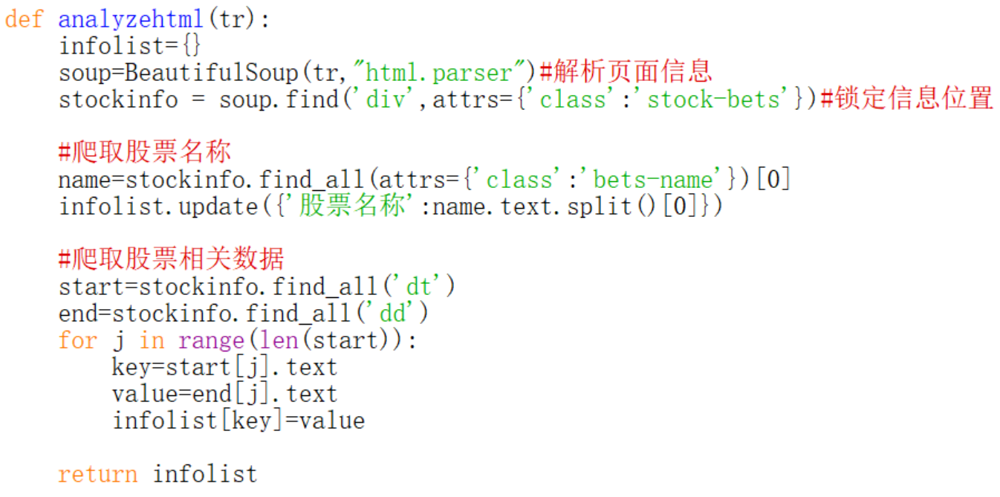 def analyzehtml(tr):
    infolist={}
    soup=BeautifulSoup(tr,"html.parser")#解析页面信息
    stockinfo = soup.find('div',attrs={'class':'stock-bets'})#锁定信息位置
    #爬取股票名称
    name=stockinfo.find_all(attrs={'class':'bets-name'})[0]
    infolist.update({'股票名称':name.text.split()[0]})
    #爬取股票相关数据
    start=stockinfo.find_all('dt')
    end=stockinfo.find_all('dd')
    for j in range(len(start)):
        key=start[j].text
        value=end[j].text
        infolist[key]=value
    return infolist